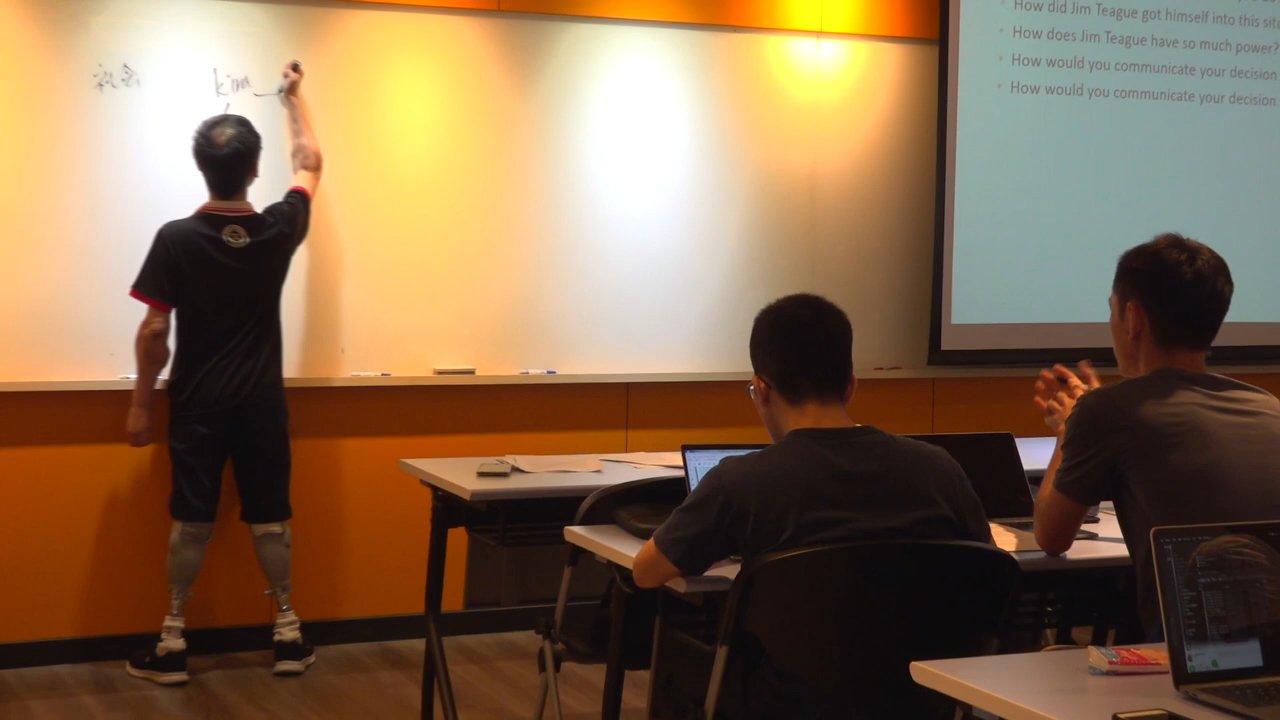 kim
How did Jim Teague got himself into this
How does Jim Teague have so much power?
How would you communicate your decision
How would you communicate your decision